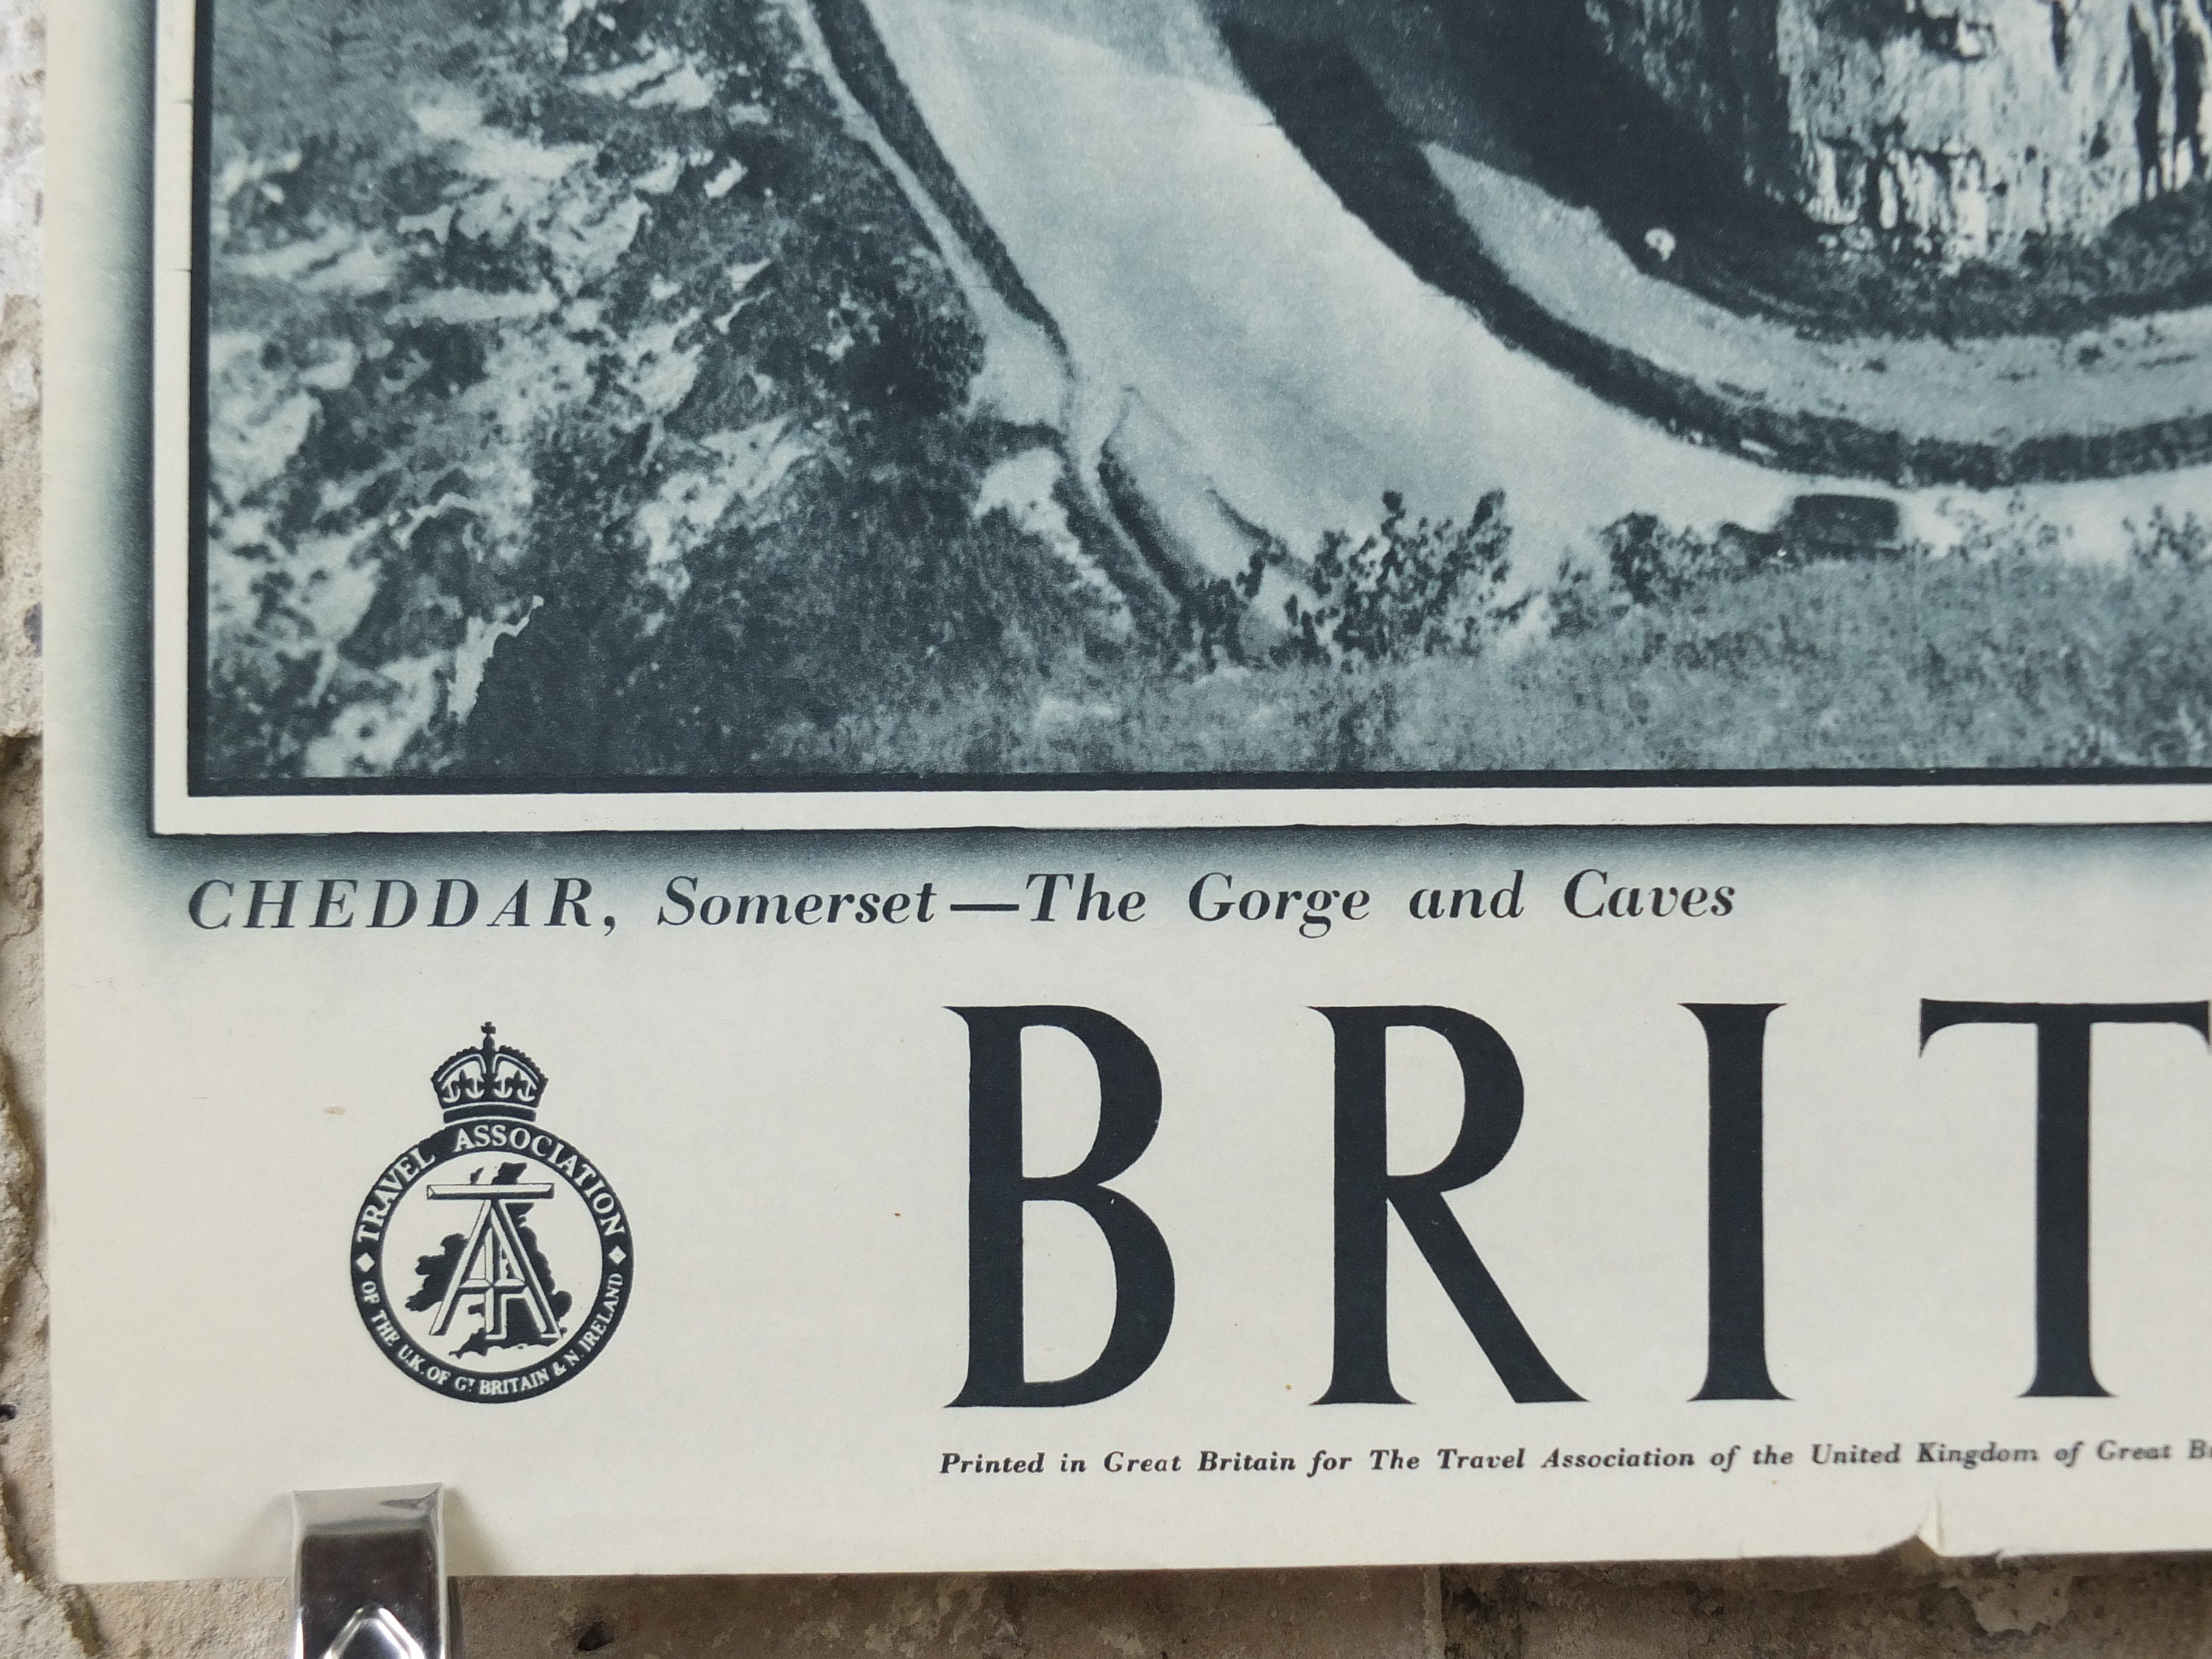 CHEDDAR, Somerset—The Gorge and Caves
TRAVEL ASSOCIATION
OF THE U.K. OF GT BRITAIN & N. IRELAND
BRIT
Printed in Great Britain for The Travel Association of the United Kingdom of Great